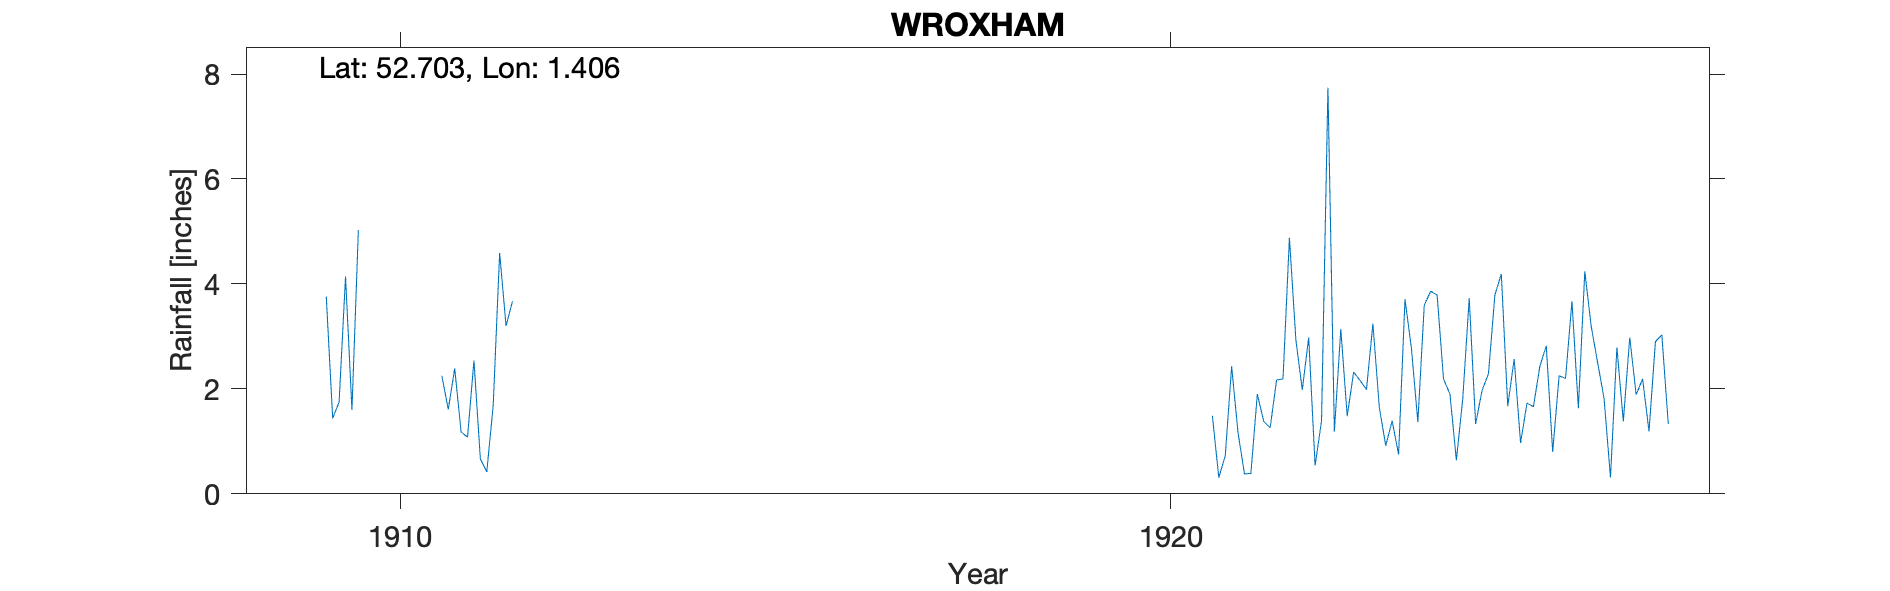 WROXHAM
Lat: 52.703, Lon: 1.406
8
6
4
2
0
Rainfall [inches]
1910
1920
Year